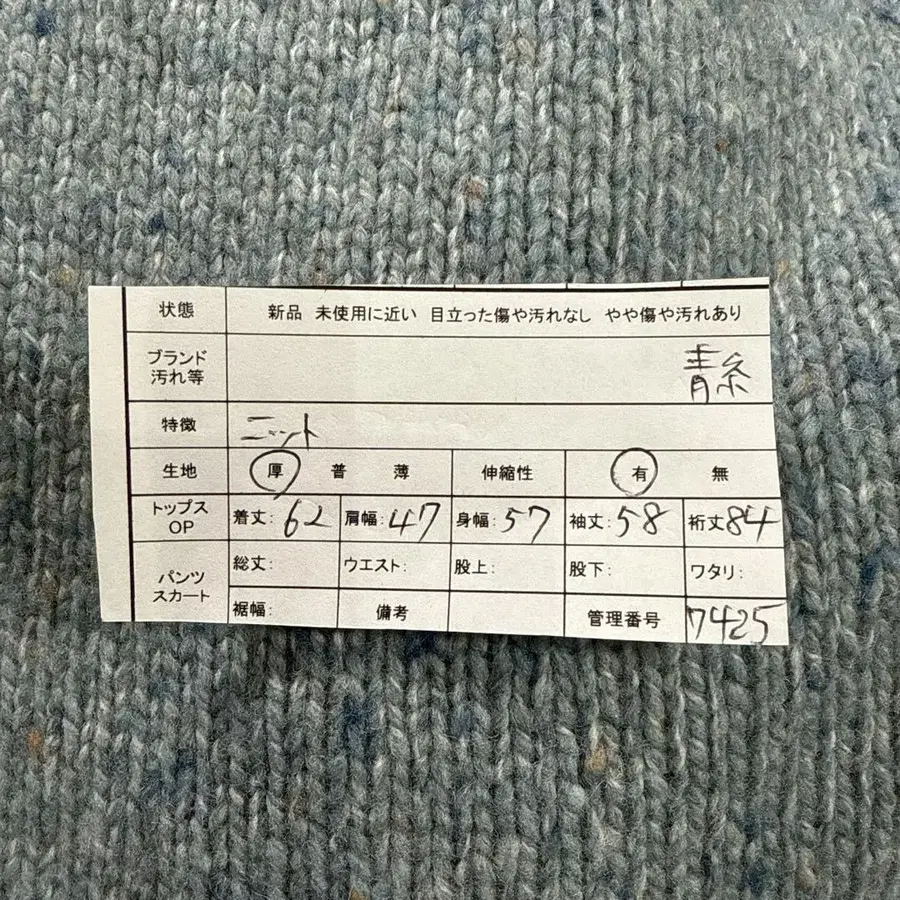 状態 新品 未使用に近い 目立った傷や汚れなし やや傷や汚れあり
ブランド
汚れ等 青糸
特徴 ニット
生地 厚 普 薄 伸縮性 有 無
トップス
OP 着丈: 62 肩幅: 47 身幅: 57 袖丈: 58 裄丈 84
パンツ
スカート 総丈: ウエスト: 股上: 股下: ワタリ:
裾幅: 備考 管理番号 7425